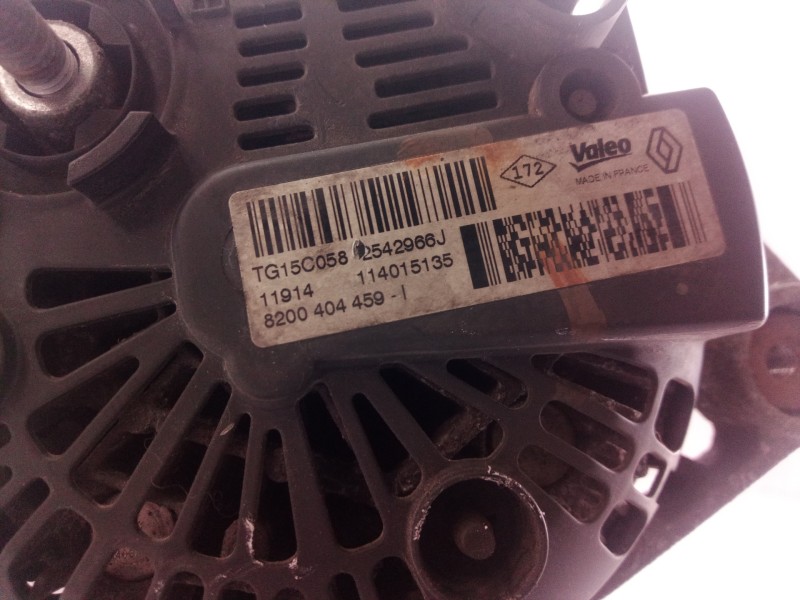 172
Valeo
MADE IN FRANCE
TG15C058 2542966J
11914 114015135
8200 404 459 - I